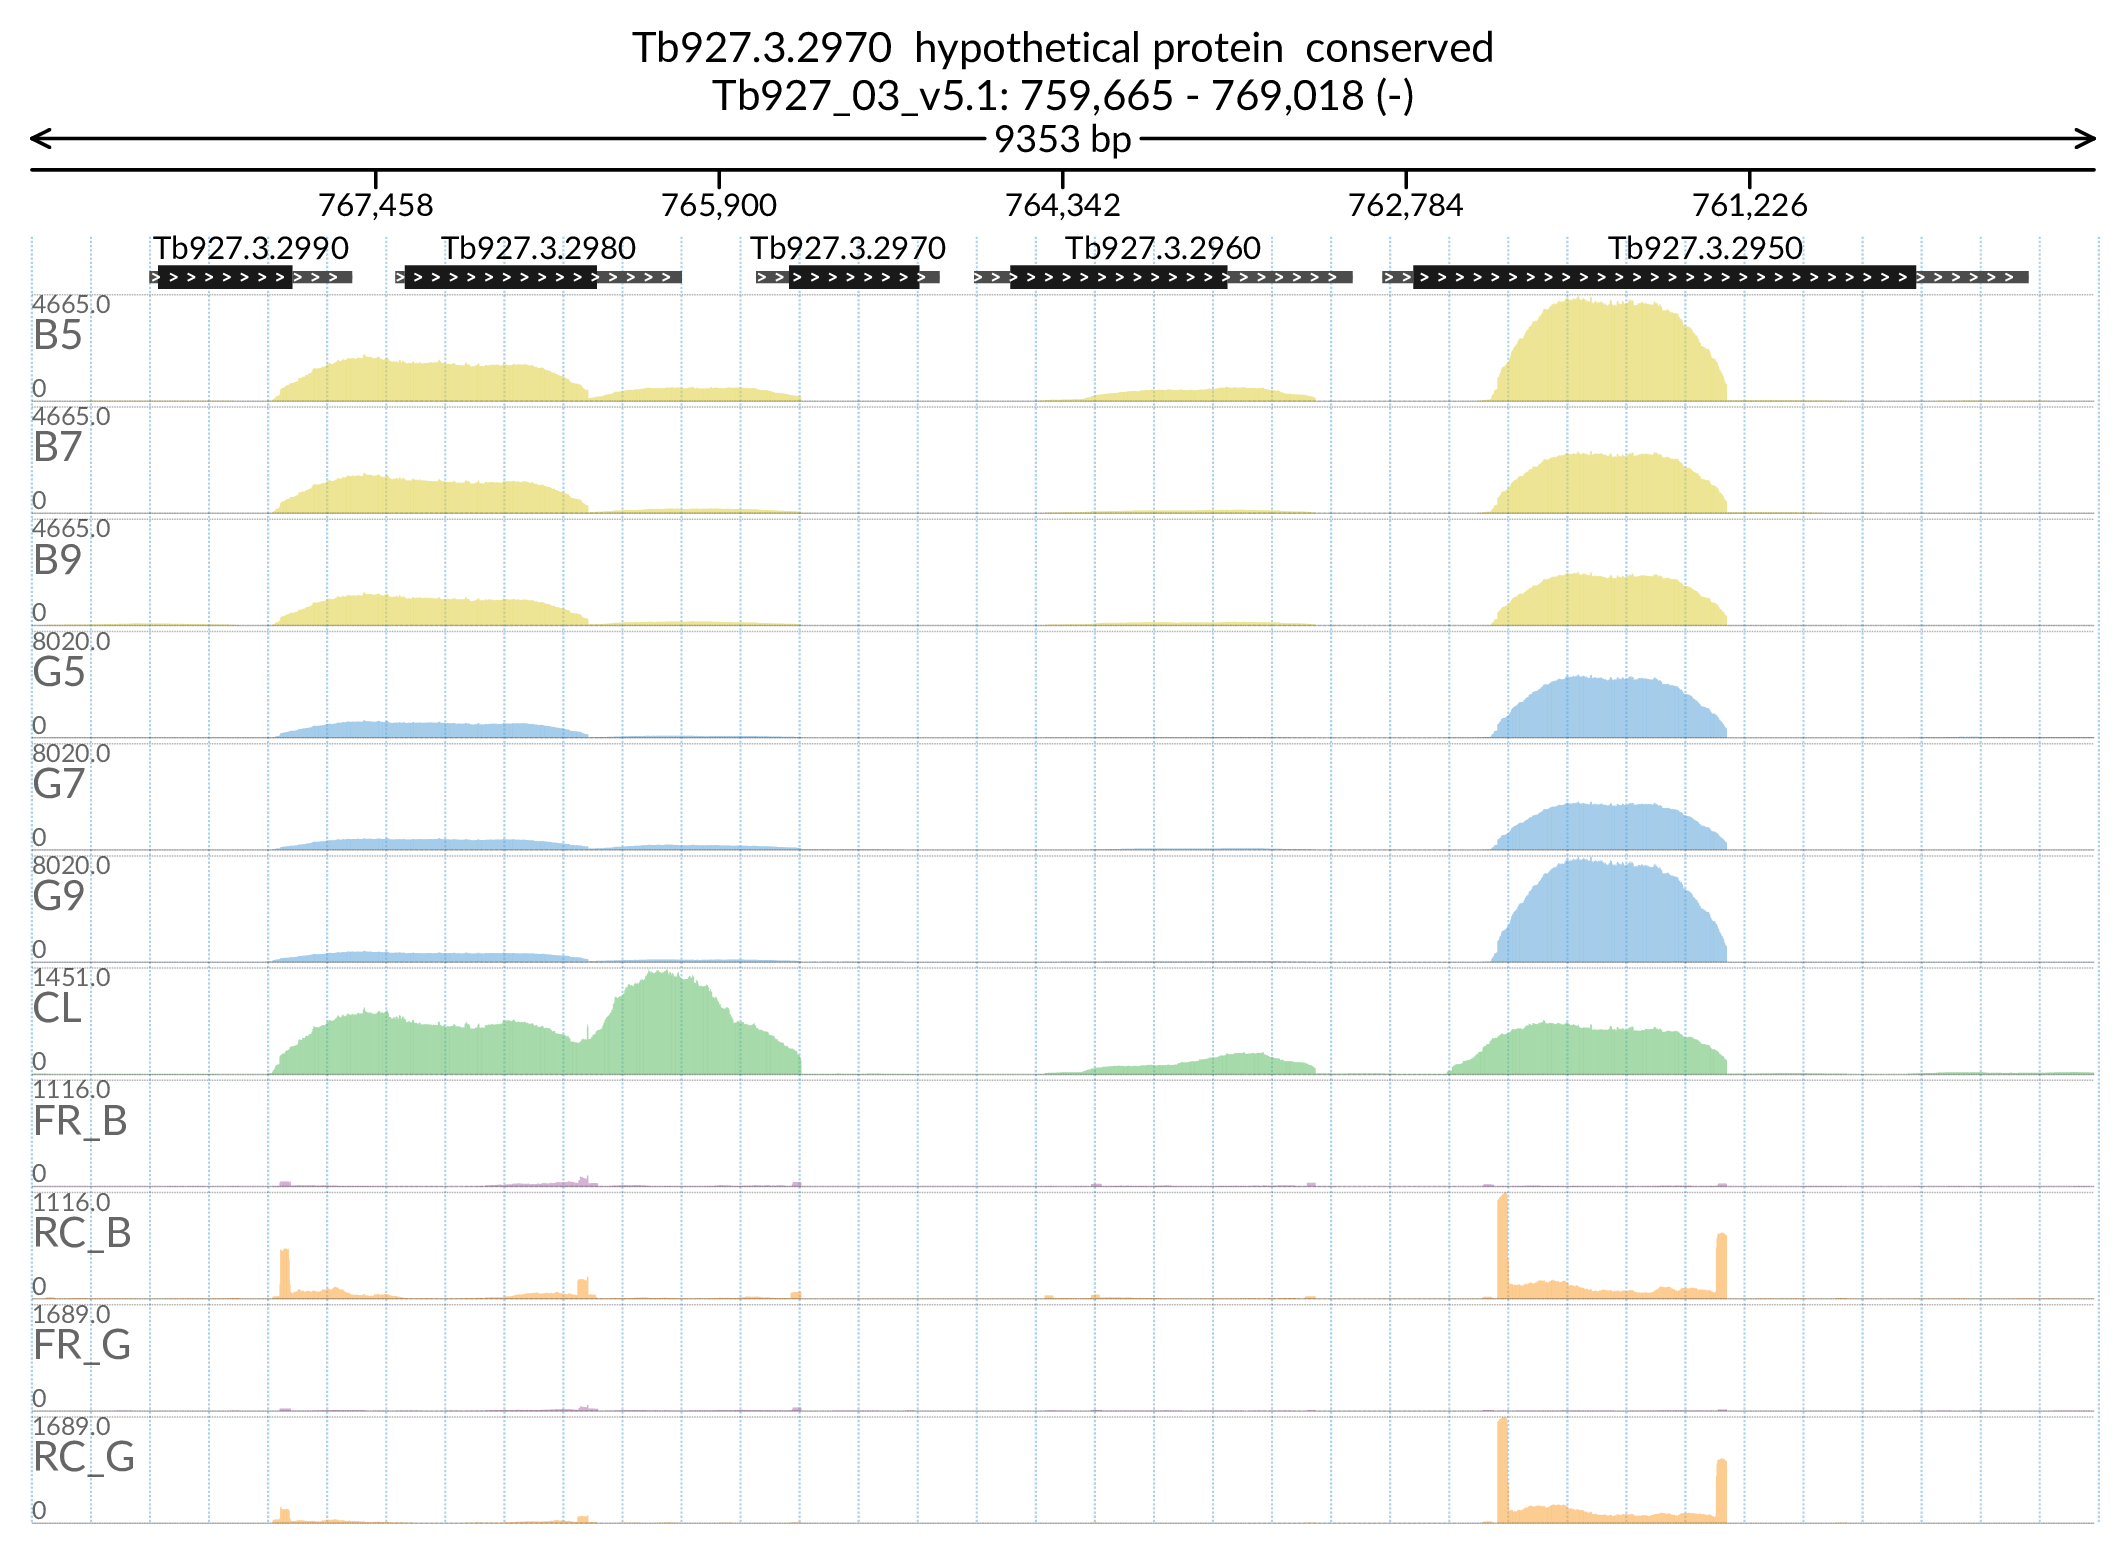 Tb927.3.2970 hypothetical protein conserved
Tb927_03_v5.1: 759,665 - 769,018 (-)
9353 bp
767,458 765,900 764,342 762,784 761,226
Tb927.3.2990 Tb927.3.2980 Tb927.3.2970 Tb927.3.2960 Tb927.3.2950
4665.0
B5
0
4665.0
B7
0
4665.0
B9
0
8020.0
G5
0
8020.0
G7
0
8020.0
G9
0
1451.0
CL
0
1116.0
FR_B
0
1116.0
RC_B
0
1689.0
FR_G
0
1689.0
RC_G
0